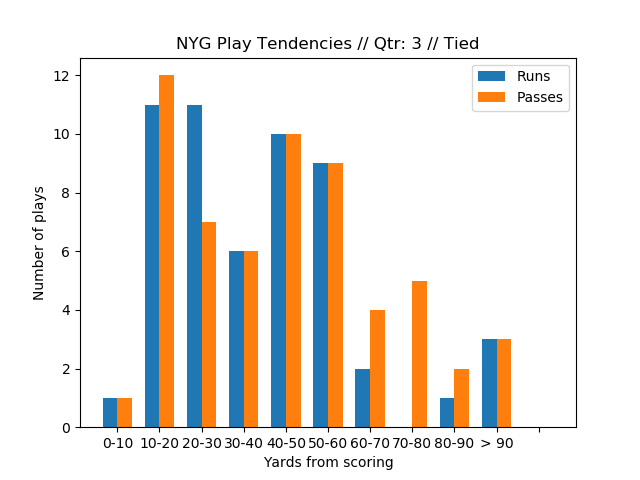 NYG Play Tendencies // Qtr: 3 // Tied
Runs
Passes
12
10
8
6
4
2
0
Number of plays
0-10 10-20 20-30 30-40 40-50 50-60 60-70 70-80 80-90 > 90
Yards from scoring